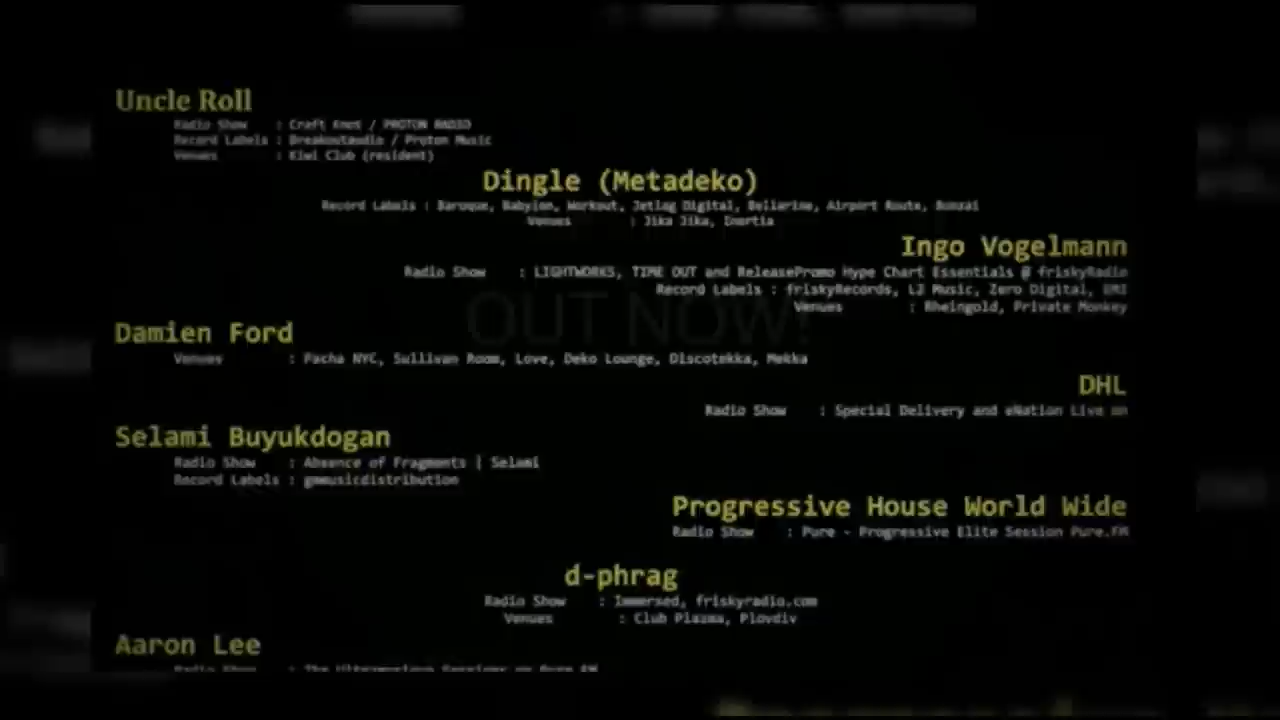 Uncle Roll
Radio Show : Craft Knot / PROTON RADIO
Record Labels : Breakoutaudio / Proton Music
Venues : Kiwi Club (resident)
Dingle (Metadeko)
Record Labels : Baroque, Babylon, Workout, Jetlag Digital, Bellarine, Airport Route, Bonzai
Venues : Jika Jika, Inertia
Ingo Vogelmann
Radio Show : LIGHTWORKS, TIME OUT and ReleasePromo Hype Chart Essentials @ friskyRadio
Record Labels : friskyRecords, L2 Music, Zero Digital, EMI
Venues : Rheingold, Private Monkey
OUT NOW!
Damien Ford
Venues : Pacha NYC, Sullivan Room, Love, Deko Lounge, Discotekka, Mekka
DHL
Radio Show : Special Delivery and eNation Live on
Selami Buyukdogan
Radio Show : Absence of Fragments | Selami
Record Labels : gmmusicdistribution
Progressive House World Wide
Radio Show : Pure - Progressive Elite Session Pure.FM
d-phrag
Radio Show : Immersed, friskyradio.com
Venues : Club Plazma, Plovdiv
Aaron Lee
Radio Show : The